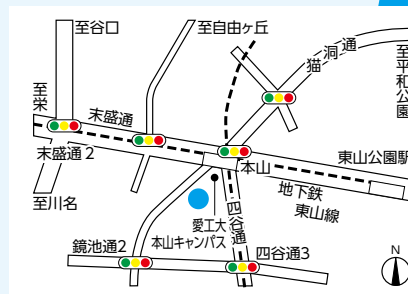 至谷口
至自由ヶ丘
猫洞通
至平和公園
至栄
末盛通
末盛通2
本山
東山公園駅
地下鉄
東山線
至川名
愛工大
本山キャンパス
四谷通
鏡池通2
四谷通3
N